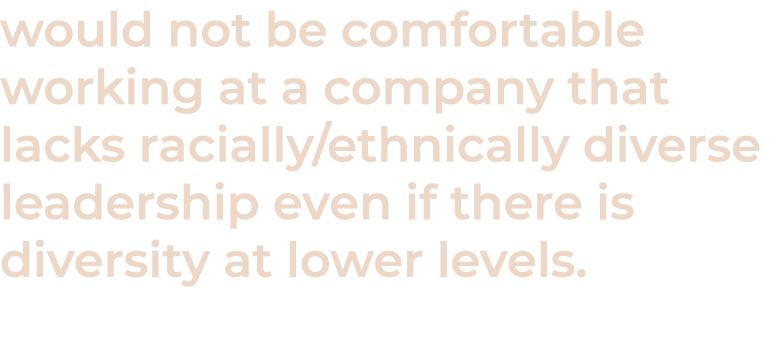 would not be comfortable
working at a company that
lacks racially/ethnically diverse
leadership even if there is
diversity at lower levels.